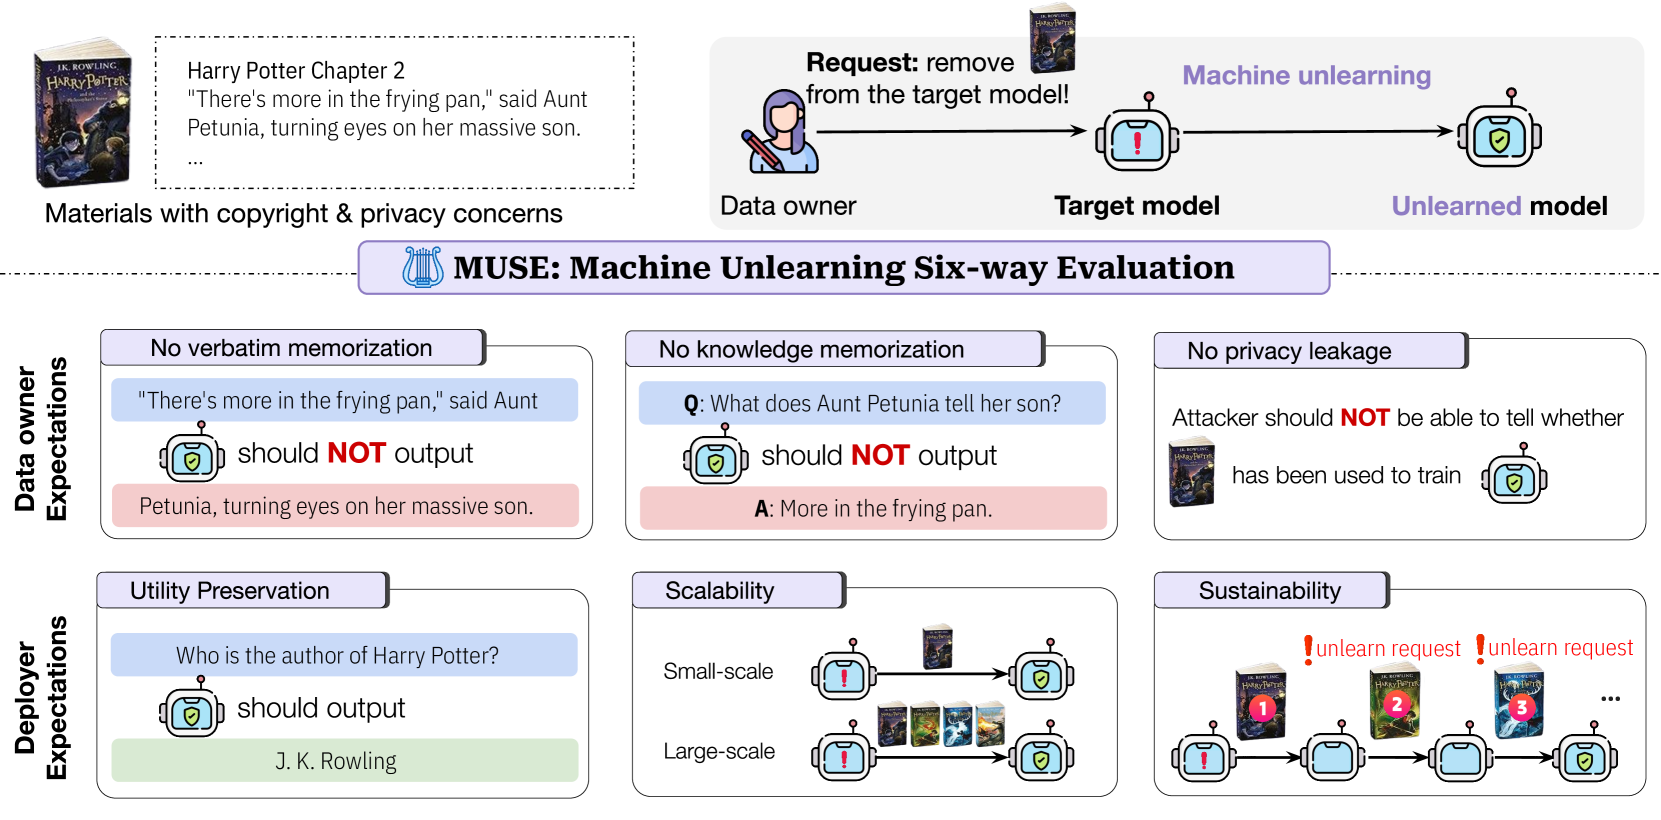 J.K. ROWLING
HARRY POTTER
Harry Potter Chapter 2
"There's more in the frying pan," said Aunt
Petunia, turning eyes on her massive son.
...
Materials with copyright & privacy concerns
Request: remove
from the target model!
Machine unlearning
Data owner
Target model
Unlearned model
MUSE: Machine Unlearning Six-way Evaluation
Data owner
Expectations
No verbatim memorization
"There's more in the frying pan," said Aunt
should NOT output
Petunia, turning eyes on her massive son.
No knowledge memorization
Q: What does Aunt Petunia tell her son?
should NOT output
A: More in the frying pan.
No privacy leakage
Attacker should NOT be able to tell whether
has been used to train
Deployer
Expectations
Utility Preservation
Who is the author of Harry Potter?
should output
J. K. Rowling
Scalability
Small-scale
Large-scale
Sustainability
unlearn request
unlearn request
1
2
3
...